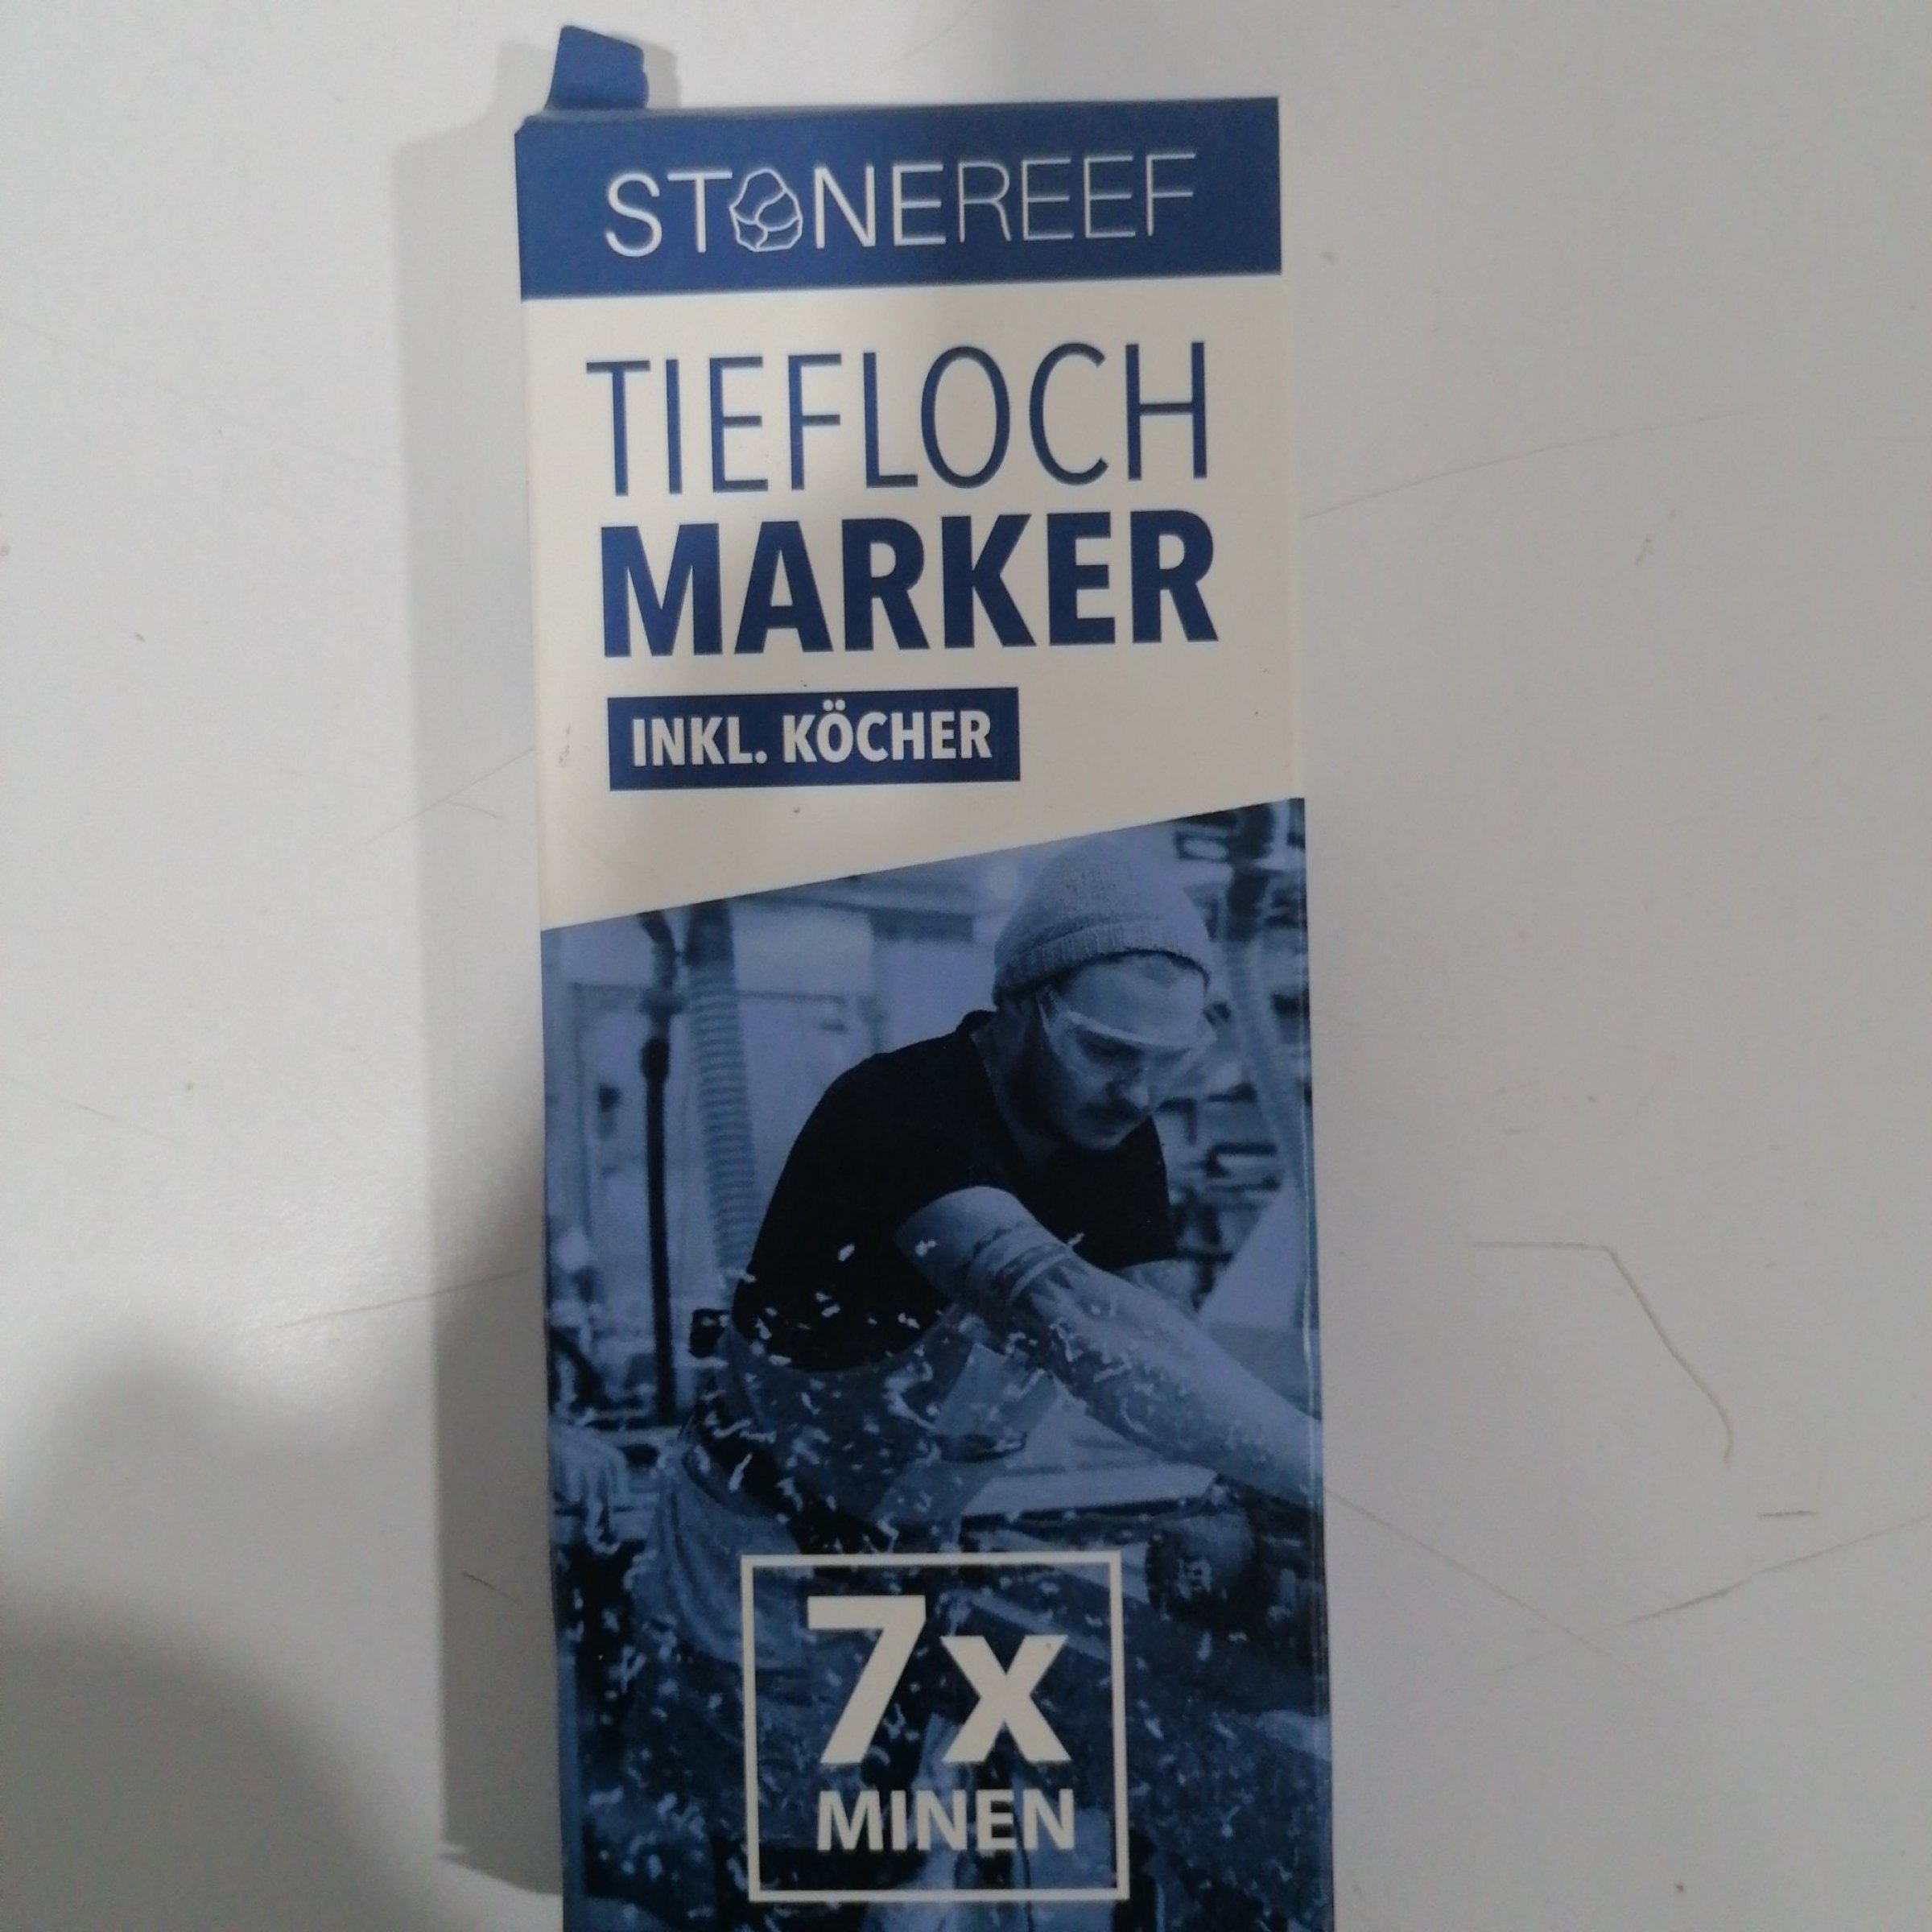 STONEREEF
TIEFLOCH
MARKER
INKL. KÖCHER
7x
MINEN